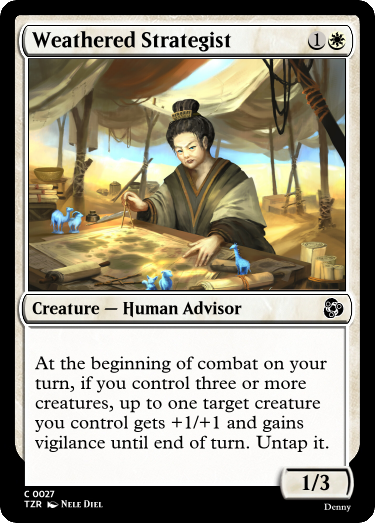 Weathered Strategist 1
Creature — Human Advisor
At the beginning of combat on your
turn, if you control three or more
creatures, up to one target creature
you control gets +1/+1 and gains
vigilance until end of turn. Untap it.
1/3
C 0027
TZR Nele Diel
Denny